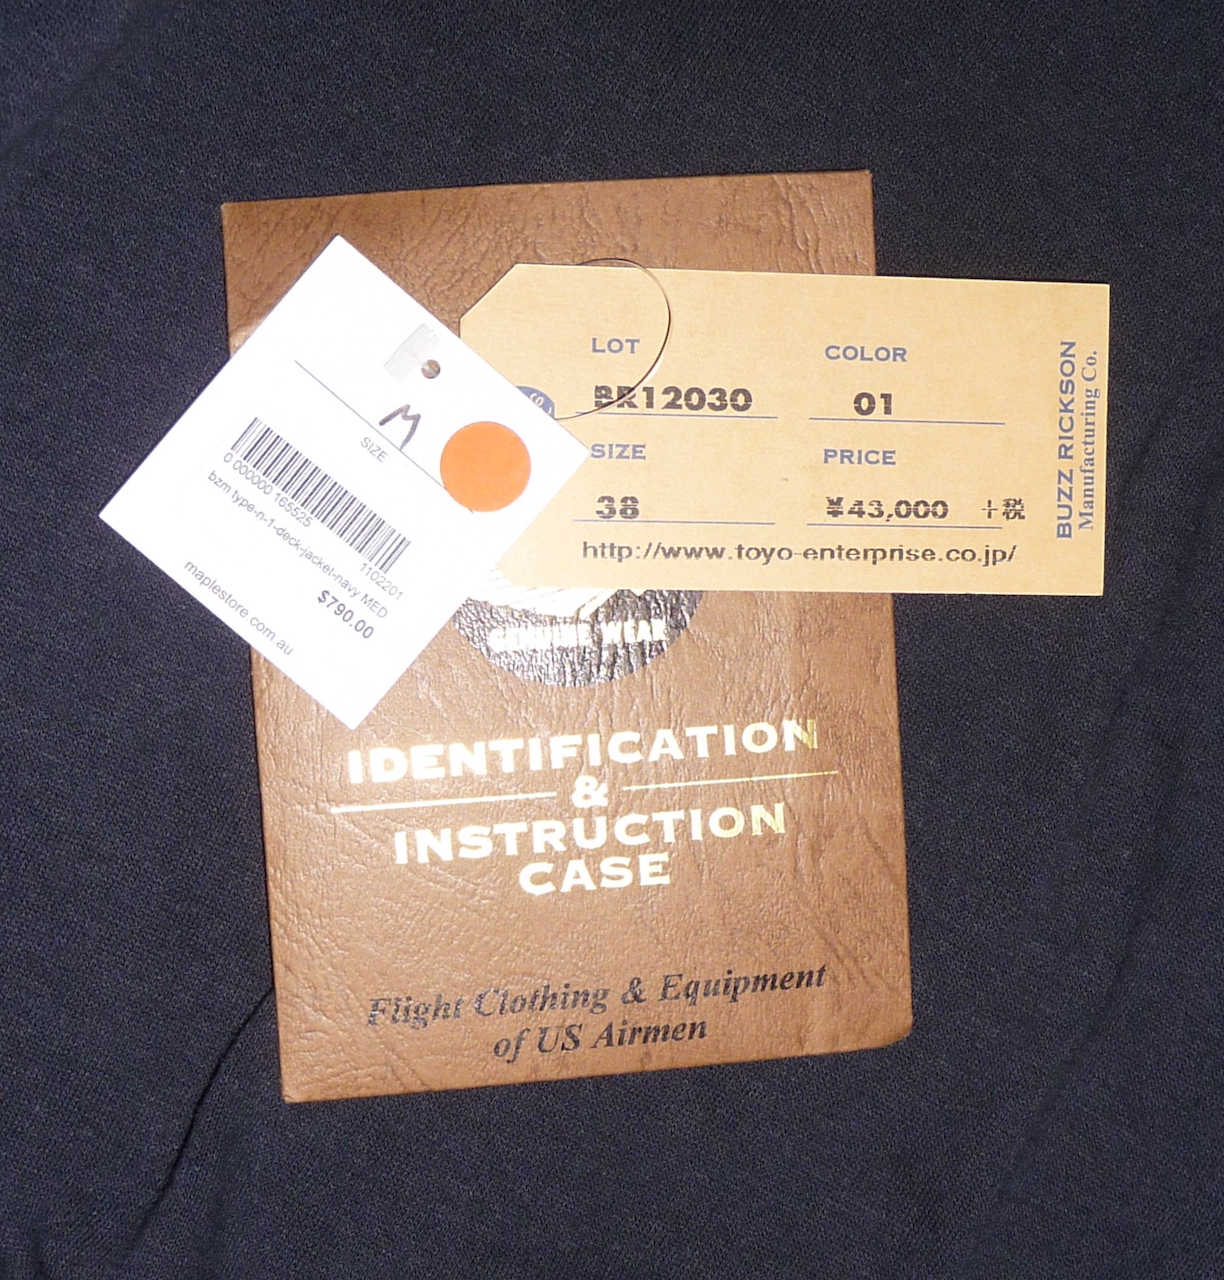 M
SIZE
0 000000 165525
1102201
bzm type-n-1-deck-jacket-navy MED
$790.00
maplestore.com au
CO.
LOT
BR12030
COLOR
01
SIZE
38
PRICE
¥43,000 +税
http://www.toyo-enterprise.co.jp/
BUZZ RICKSON
Manufacturing Co.
GENUINE WEAR
IDENTIFICATION
&
INSTRUCTION
CASE
Flight Clothing & Equipment
of US Airmen